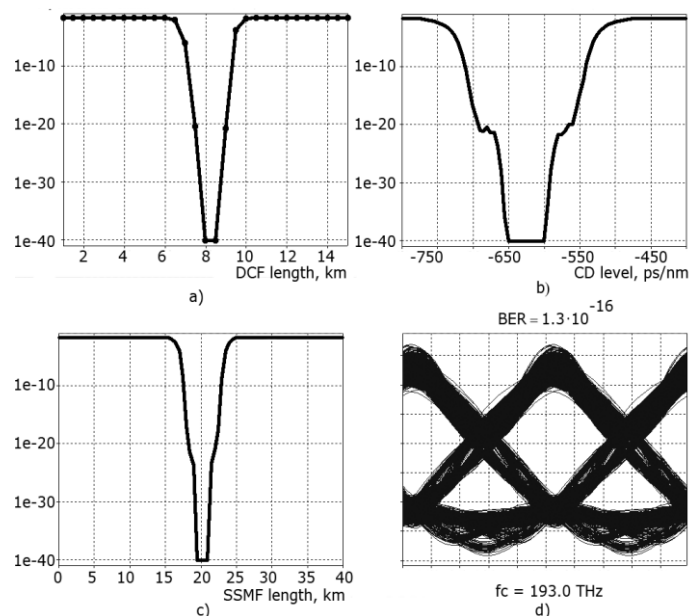 1e-10
1e-20
1e-30
1e-40
2 4 6 8 10 12 14
DCF length, km
a)
1e-10
1e-20
1e-30
1e-40
-750 -650 -550 -450
CD level, ps/nm
b)
1e-10
1e-20
1e-30
1e-40
0 5 10 15 20 25 30 35 40
SSMF length, km
c)
BER = 1.3·10^-16
fc = 193.0 THz
d)